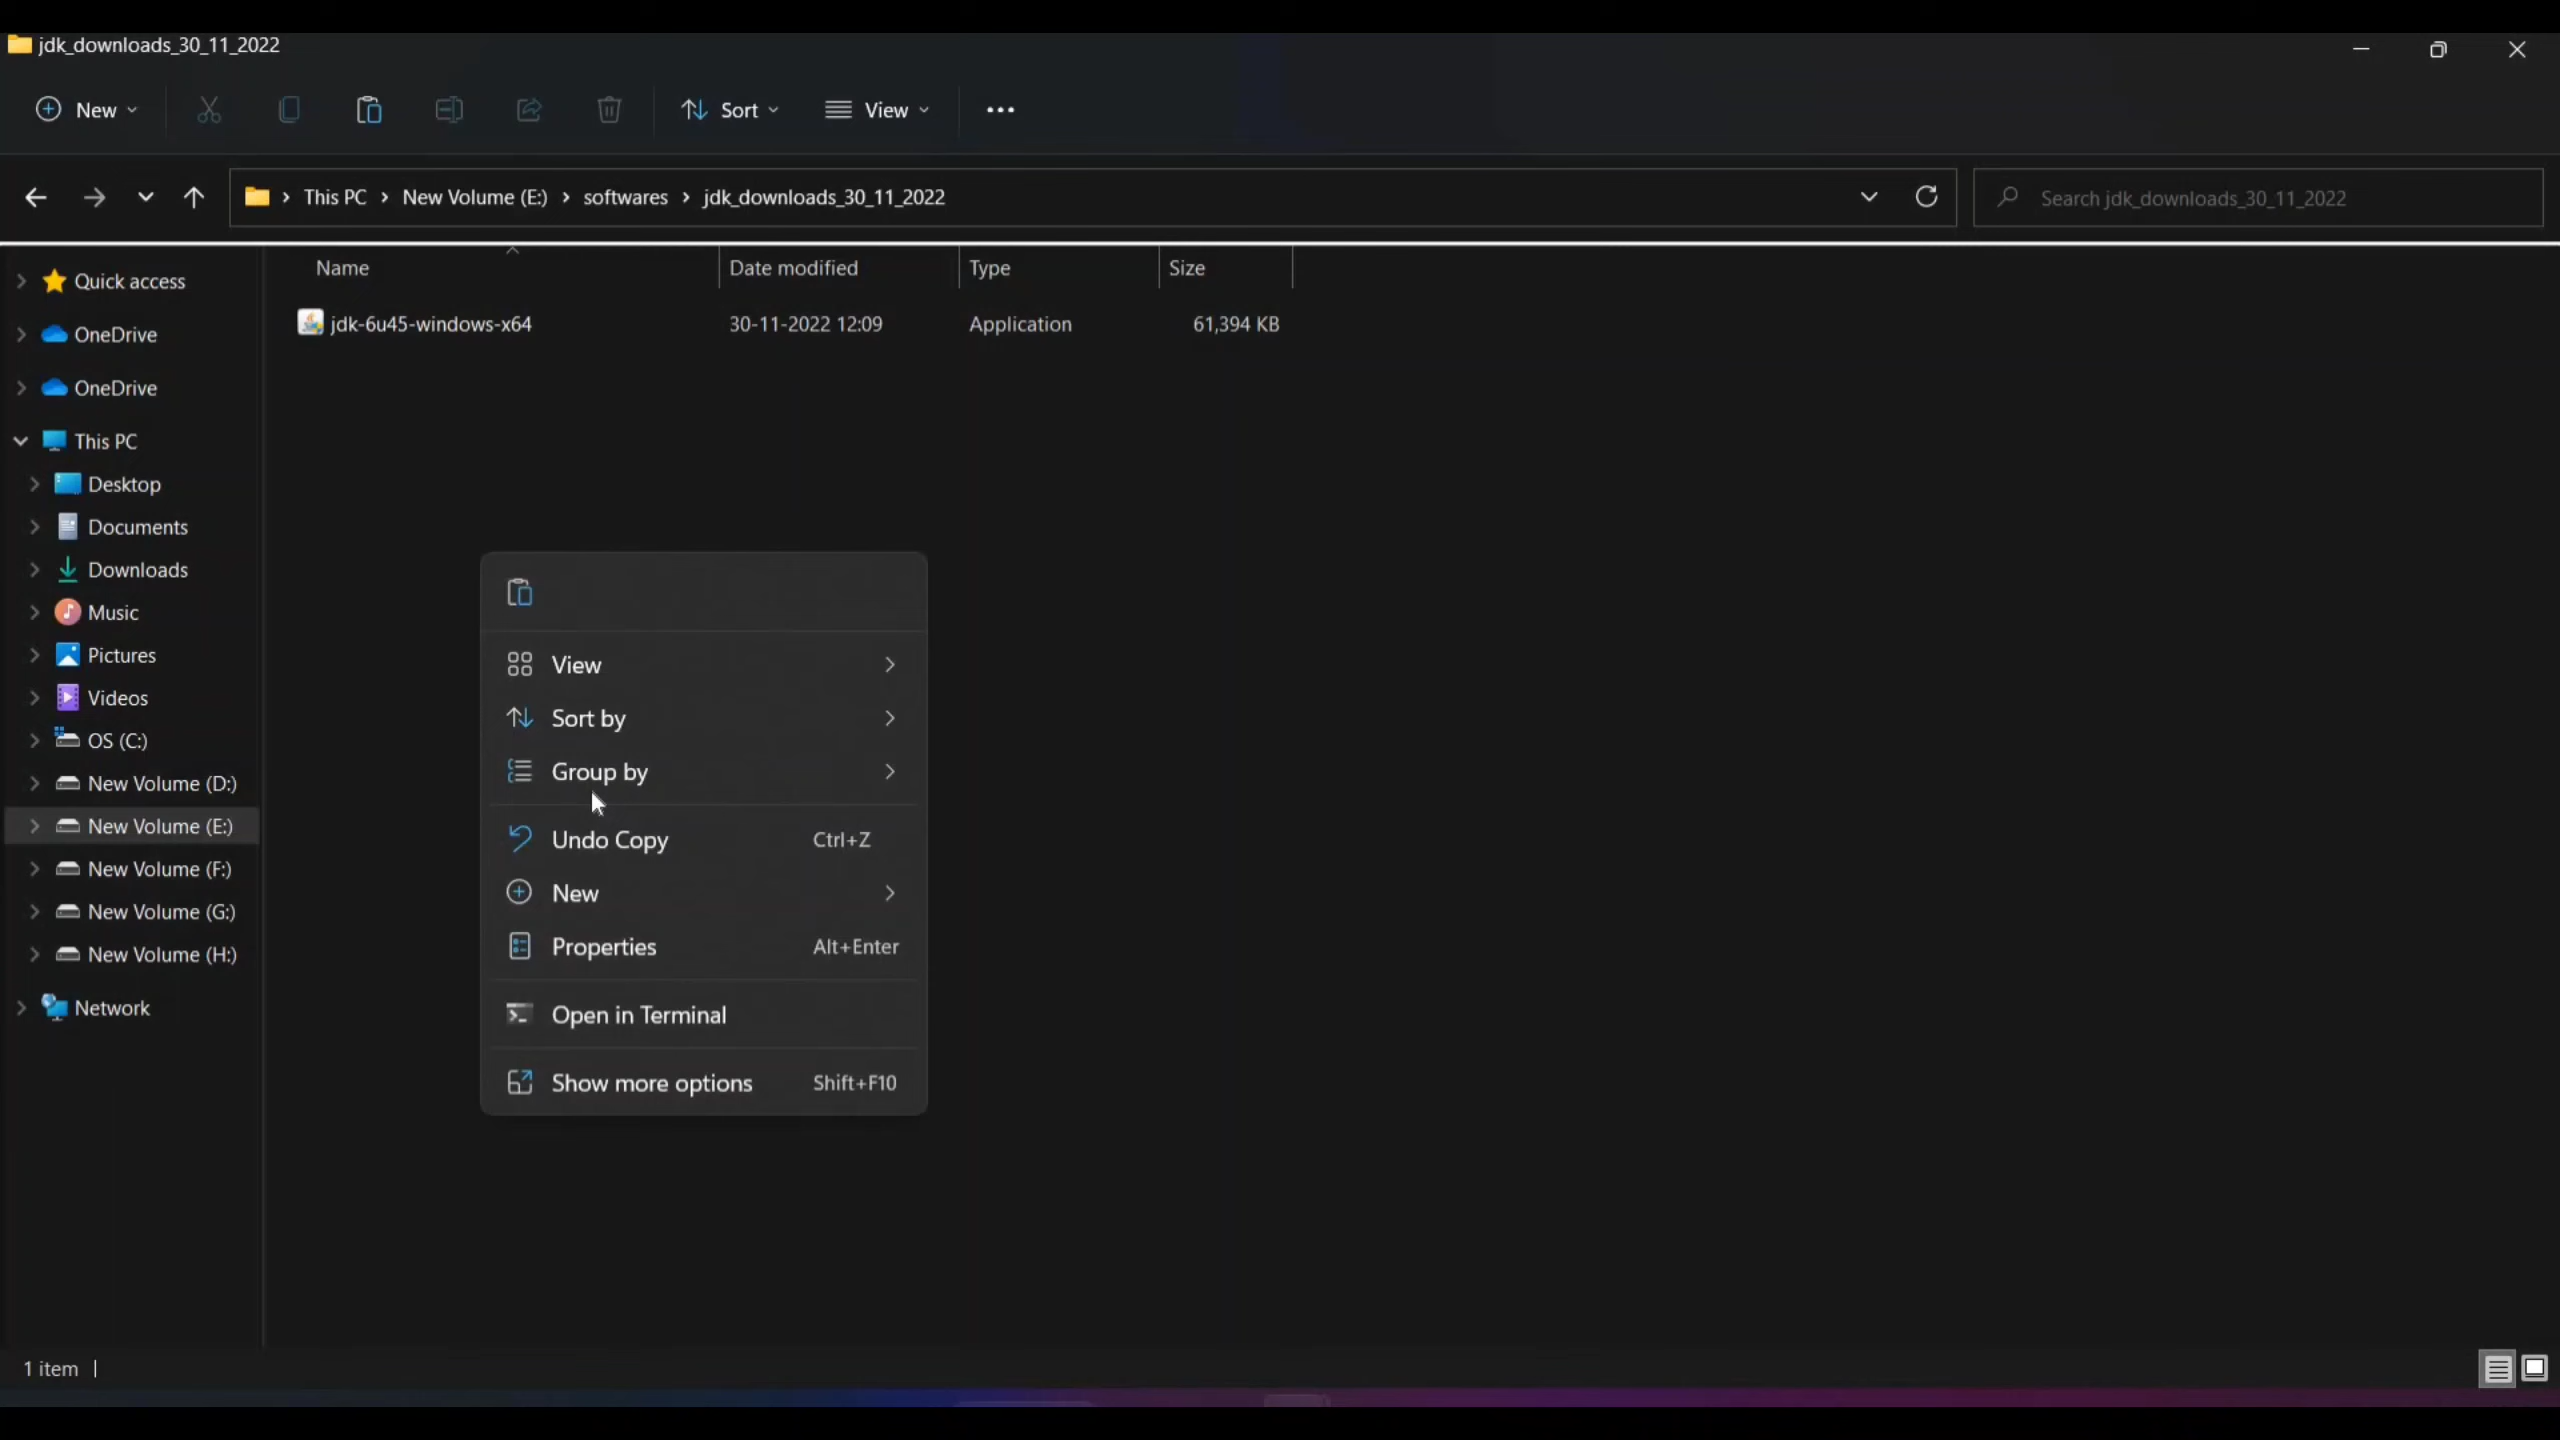 jdk_downloads_30_11_2022
New Sort View
This PC > New Volume (E:) > softwares > jdk_downloads_30_11_2022 Search jdk_downloads_30_11_2022
Name Date modified Type Size
jdk-6u45-windows-x64 30-11-2022 12:09 Application 61,394 KB
Quick access
OneDrive
OneDrive
This PC
Desktop
Documents
Downloads
Music
Pictures
Videos
OS (C:)
New Volume (D:)
New Volume (E:)
New Volume (F:)
New Volume (G:)
New Volume (H:)
Network
View
Sort by
Group by
Undo Copy Ctrl+Z
New
Properties Alt+Enter
Open in Terminal
Show more options Shift+F10
1 item